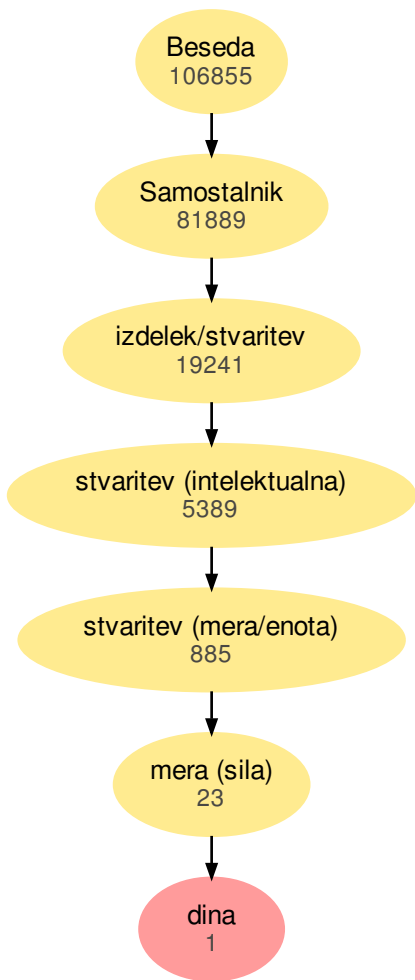 Beseda
106855
Samostalnik
81889
izdelek/stvaritev
19241
stvaritev (intelektualna)
5389
stvaritev (mera/enota)
885
mera (sila)
23
dina
1